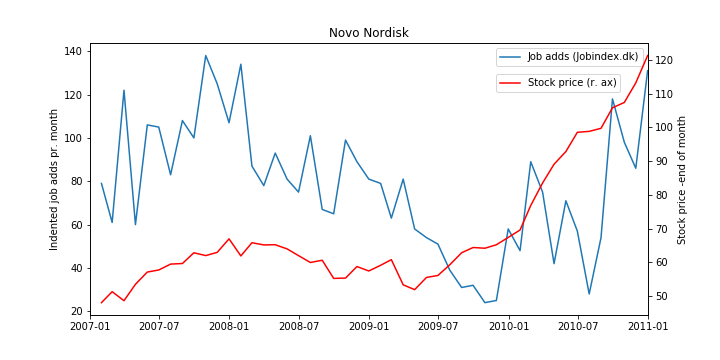 Novo Nordisk
Job adds (Jobindex.dk)
Stock price (r. ax)
Indented job adds pr. month
140
120
100
80
60
40
20
Stock price -end of month
120
110
100
90
80
70
60
50
2007-01 2007-07 2008-01 2008-07 2009-01 2009-07 2010-01 2010-07 2011-01